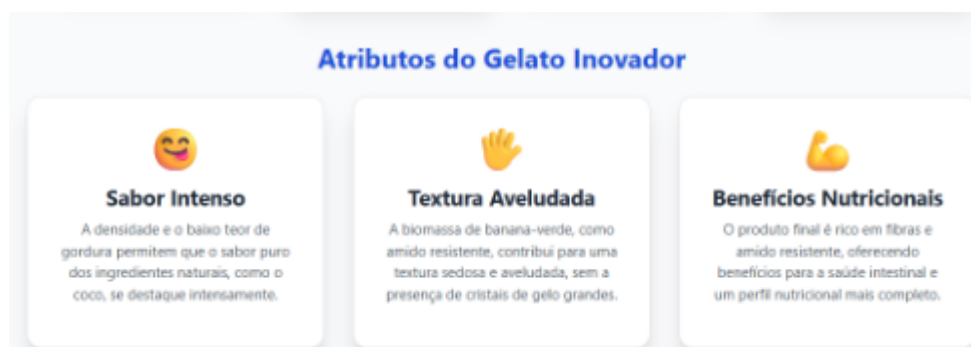 Atributos do Gelato Inovador
Sabor Intenso
A densidade e o baixo teor de
gordura permitem que o sabor puro
dos ingredientes naturais, como o
coco, se destaque intensamente.
Textura Aveludada
A biomassa de banana-verde, como
amido resistente, contribui para uma
textura sedosa e aveludada, sem a
presença de cristais de gelo grandes.
Benefícios Nutricionais
O produto final é rico em fibras e
amido resistente, oferecendo
benefícios para a saúde intestinal e
um perfil nutricional mais completo.